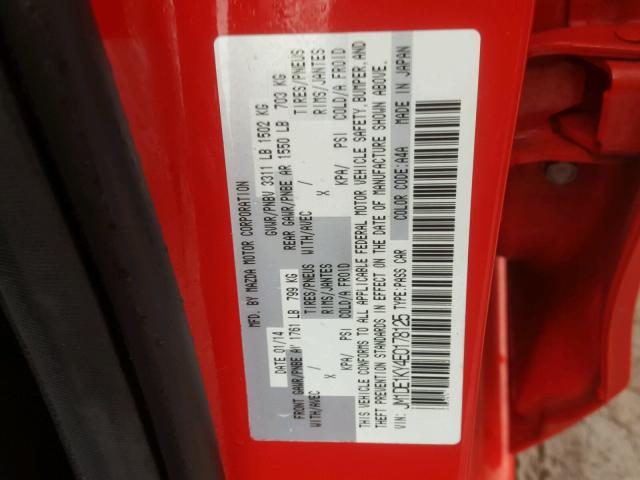 MFD. BY MAZDA MOTOR CORPORATION
DATE 01/14 GVWR/PNBV 3311 LB 1502 KG
FRONT GAWR/PNBE AV 1761 LB 799 KG REAR GAWR/PNBE AR 1550 LB 703 KG
WITH/AVEC / TIRES/PNEUS WITH/AVEC / TIRES/PNEUS
X RIMS/JANTES X RIMS/JANTES
KPA/ PSI COLD/A FROID KPA/ PSI COLD/A FROID
THIS VEHICLE CONFORMS TO ALL APPLICABLE FEDERAL MOTOR VEHICLE SAFETY, BUMPER, AND
THEFT PREVENTION STANDARDS IN EFFECT ON THE DATE OF MANUFACTURE SHOWN ABOVE.
VIN: JM1DE1KY4E0178125 TYPE: PASS CAR COLOR CODE: A4A MADE IN JAPAN